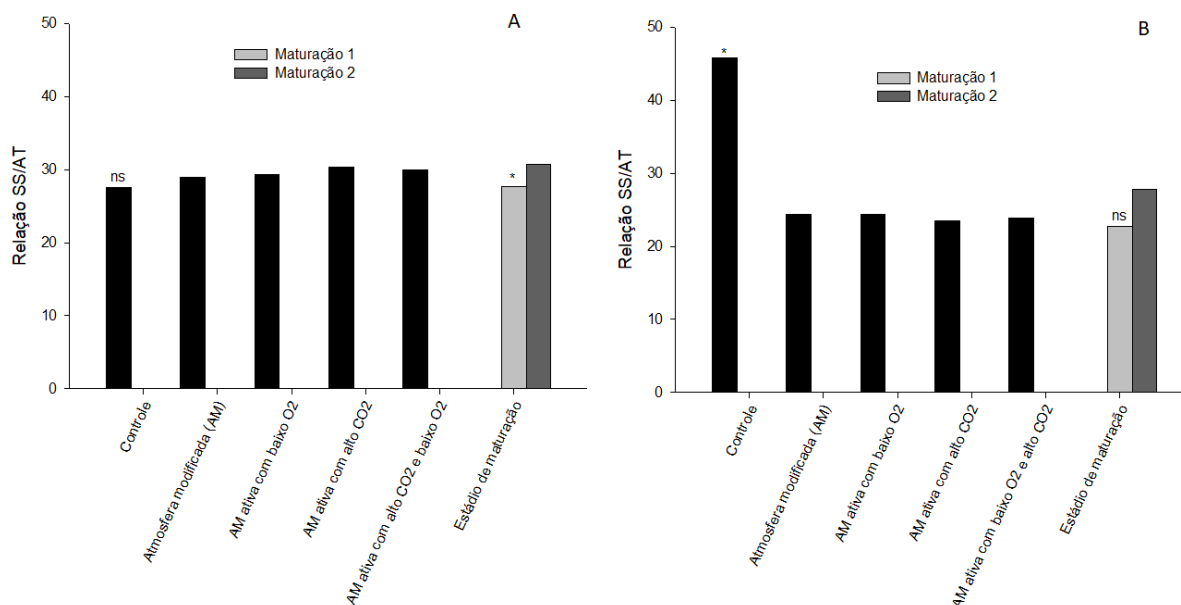 A
50
40
30
20
10
0
Relação SS/AT
Maturação 1
Maturação 2
ns
*
Controle
Atmosfera modificada (AM)
AM ativa com baixo O2
AM ativa com alto CO2
AM ativa com alto CO2 e baixo O2
Estádio de maturação
B
50
40
30
20
10
0
Relação SS/AT
Maturação 1
Maturação 2
*
ns
Controle
Atmosfera modificada (AM)
AM ativa com baixo O2
AM ativa com alto CO2
AM ativa com baixo O2 e alto CO2
Estádio de maturação